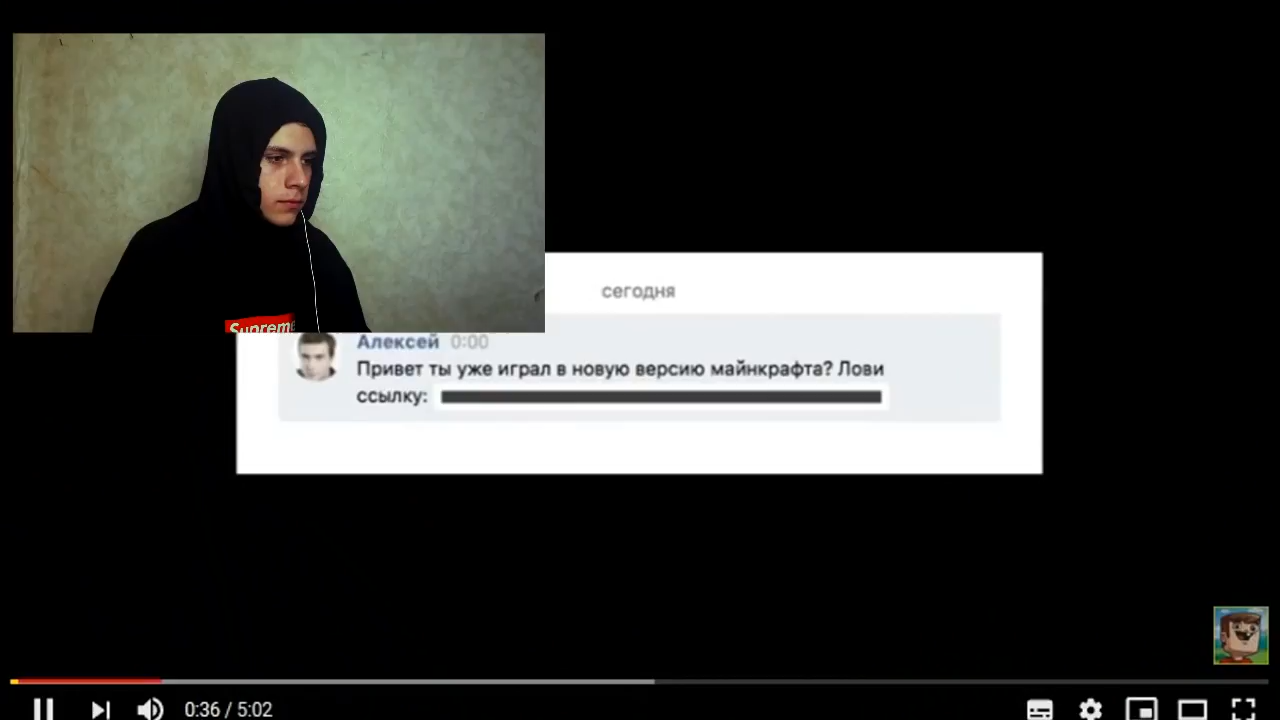 Supreme
сегодня
Алексей 0:00
Привет ты уже играл в новую версию майнкрафта? Лови
ссылку:
0:36 / 5:02